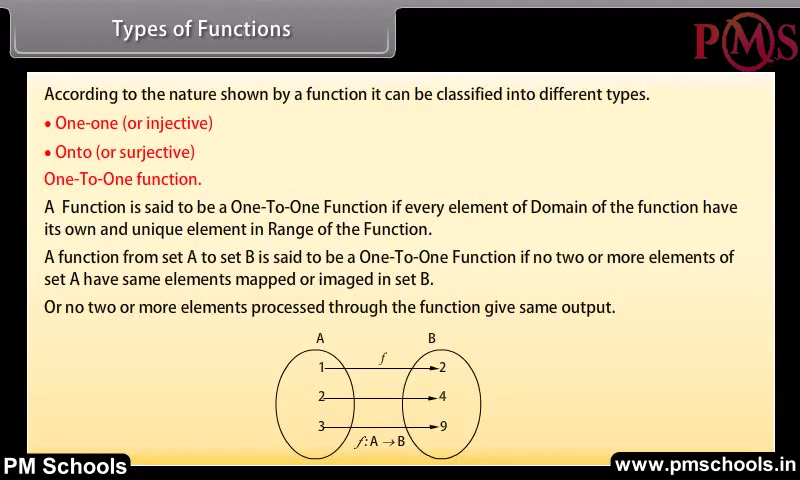 Types of Functions
PMS
According to the nature shown by a function it can be classified into different types.
• One-one (or injective)
• Onto (or surjective)
One-To-One function.
A Function is said to be a One-To-One Function if every element of Domain of the function have
its own and unique element in Range of the Function.
A function from set A to set B is said to be a One-To-One Function if no two or more elements of
set A have same elements mapped or imaged in set B.
Or no two or more elements processed through the function give same output.
A B
f
1 2
2 4
3 9
f: A → B
PM Schools
www.pmschools.in